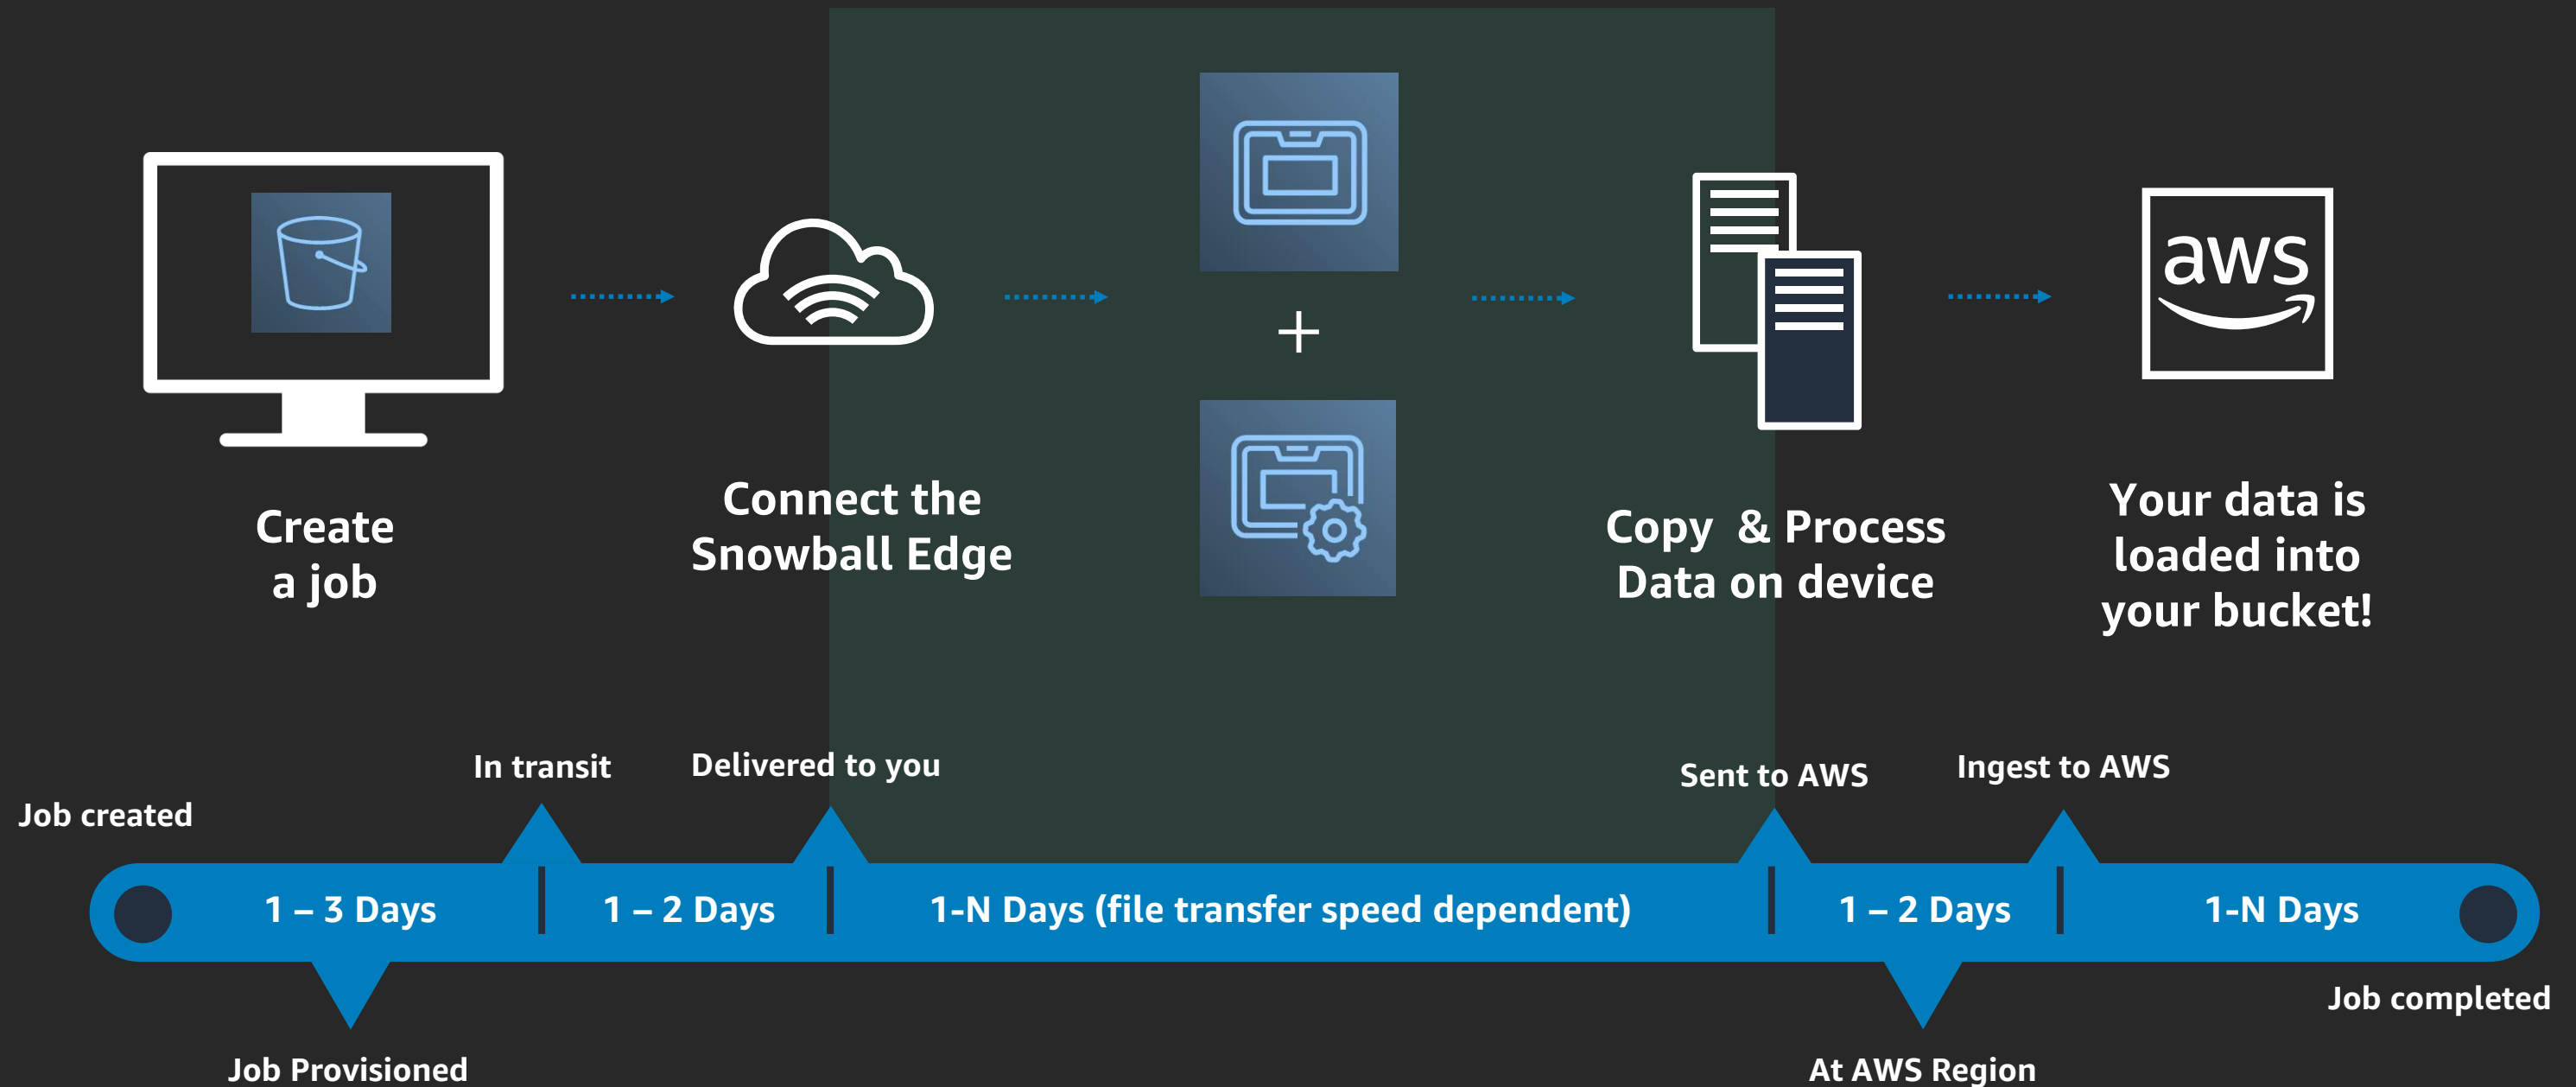 aws
Create
a job
Connect the
Snowball Edge
+
Copy & Process
Data on device
Your data is
loaded into
your bucket!
Job created
In transit
Delivered to you
Sent to AWS
Ingest to AWS
1 – 3 Days
1 – 2 Days
1-N Days (file transfer speed dependent)
1 – 2 Days
1-N Days
Job completed
Job Provisioned
At AWS Region